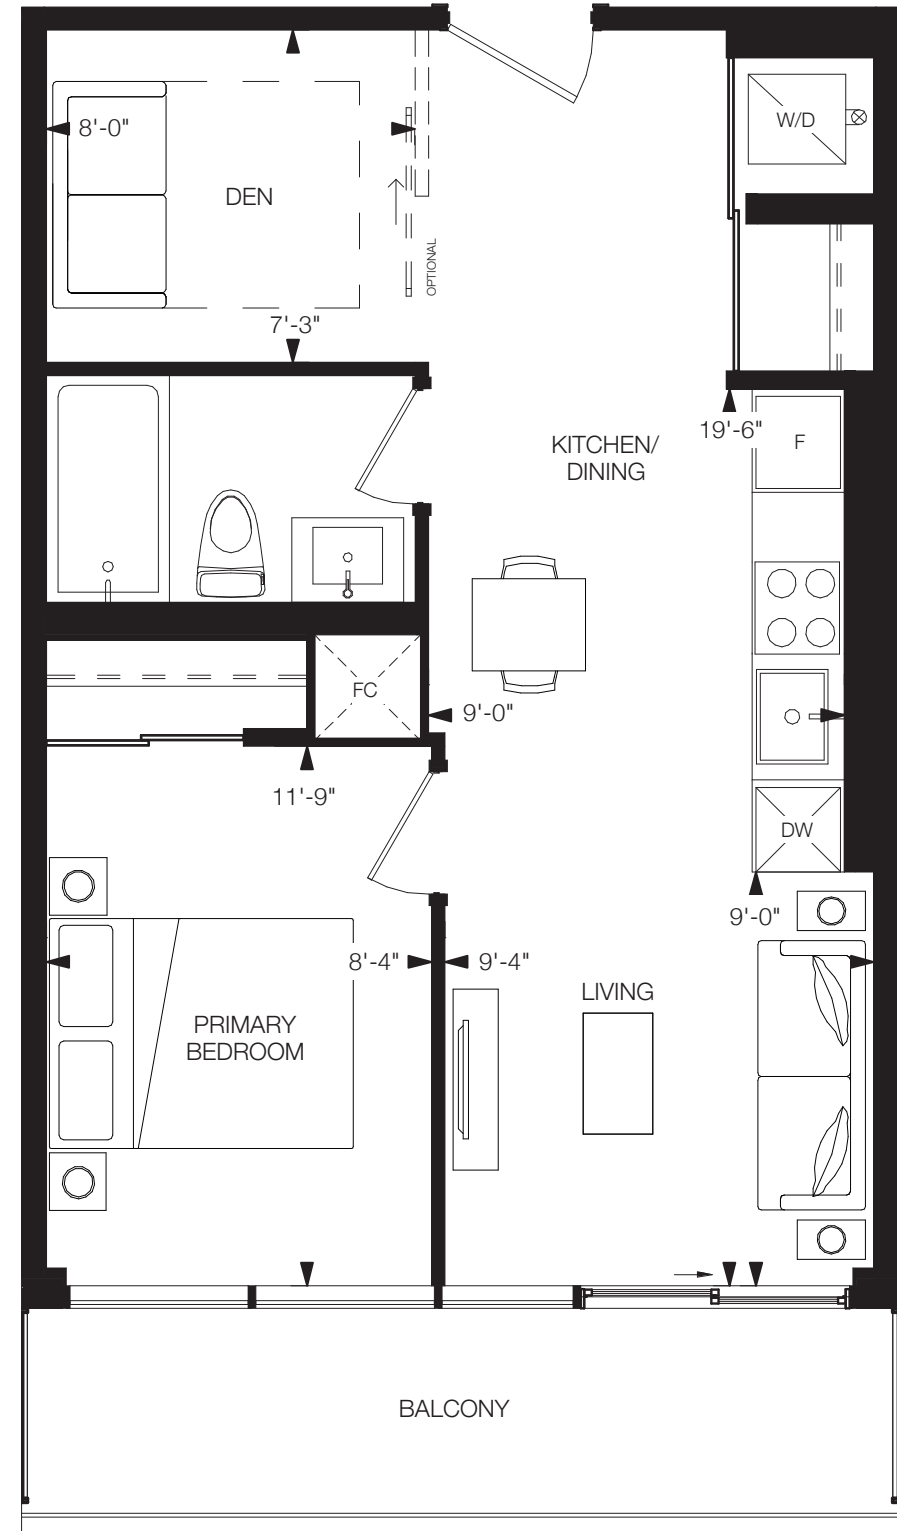 W/D
8'-0"
DEN
OPTIONAL
7'-3"
19'-6"
F
KITCHEN/
DINING
FC
9'-0"
11'-9"
DW
9'-0"
8'-4"
9'-4"
LIVING
PRIMARY
BEDROOM
BALCONY